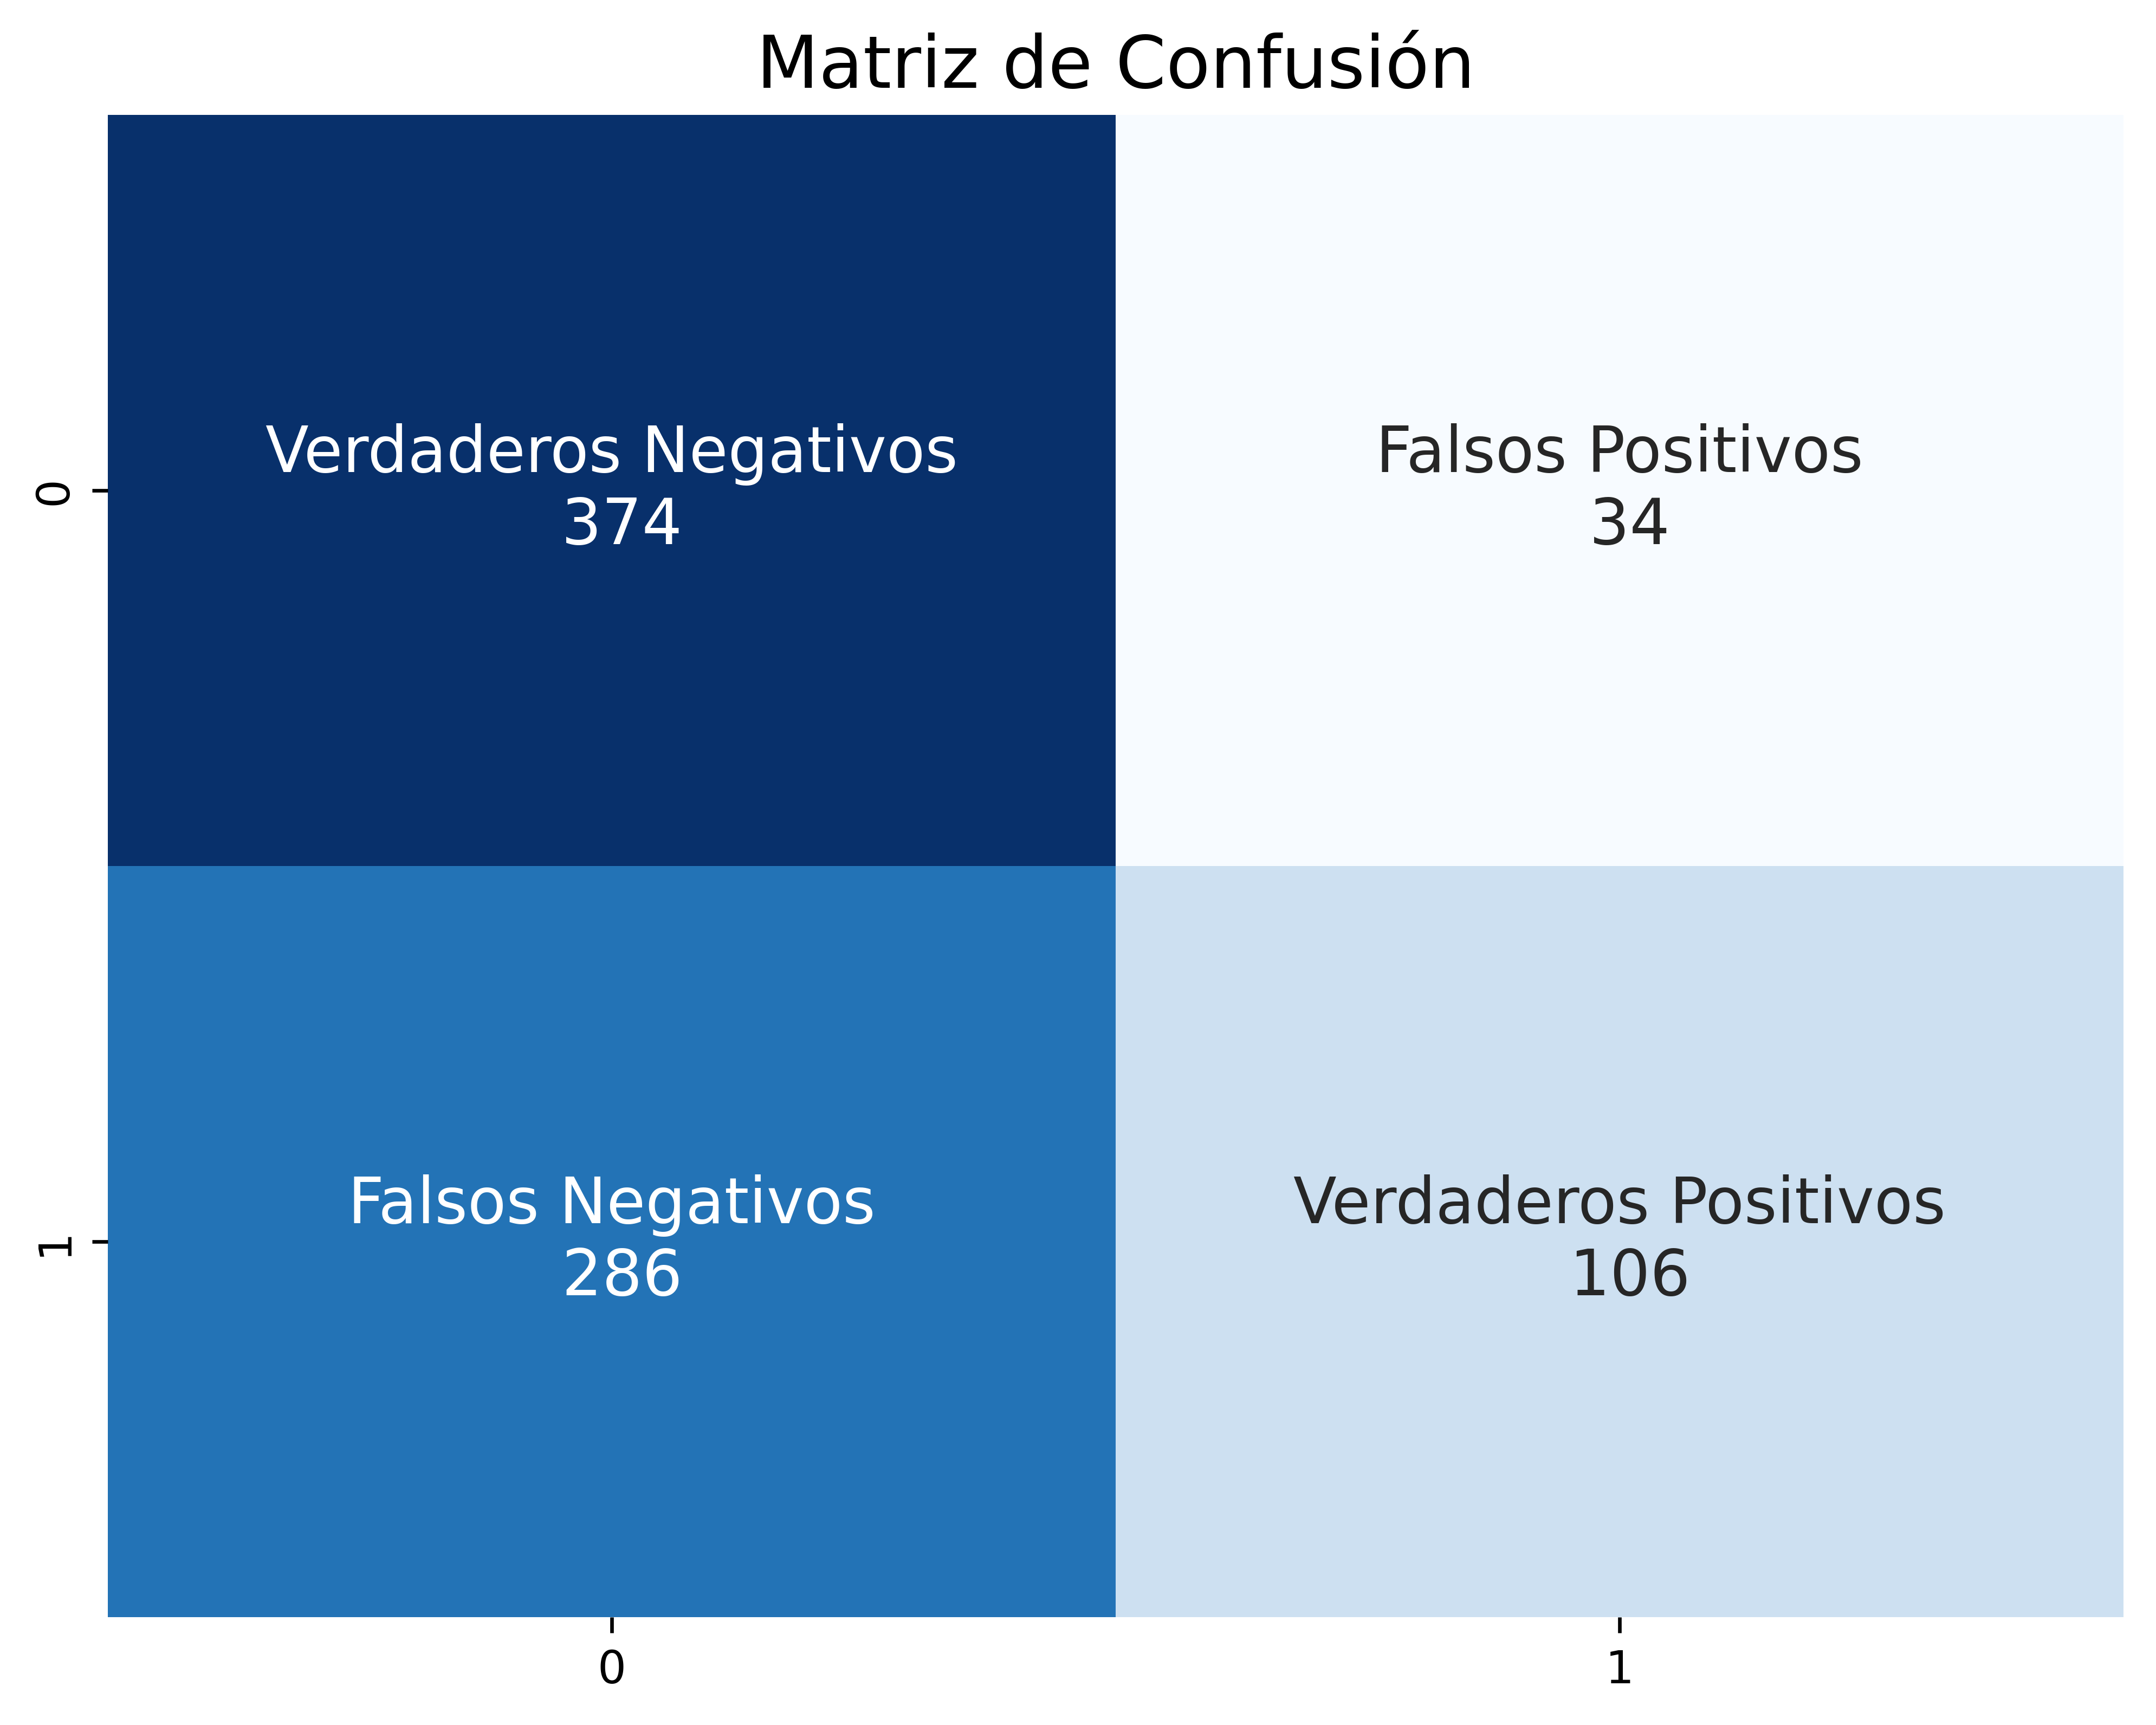 Matriz de Confusión
Verdaderos Negativos
374
Falsos Positivos
34
0
Falsos Negativos
286
Verdaderos Positivos
106
1
0
1